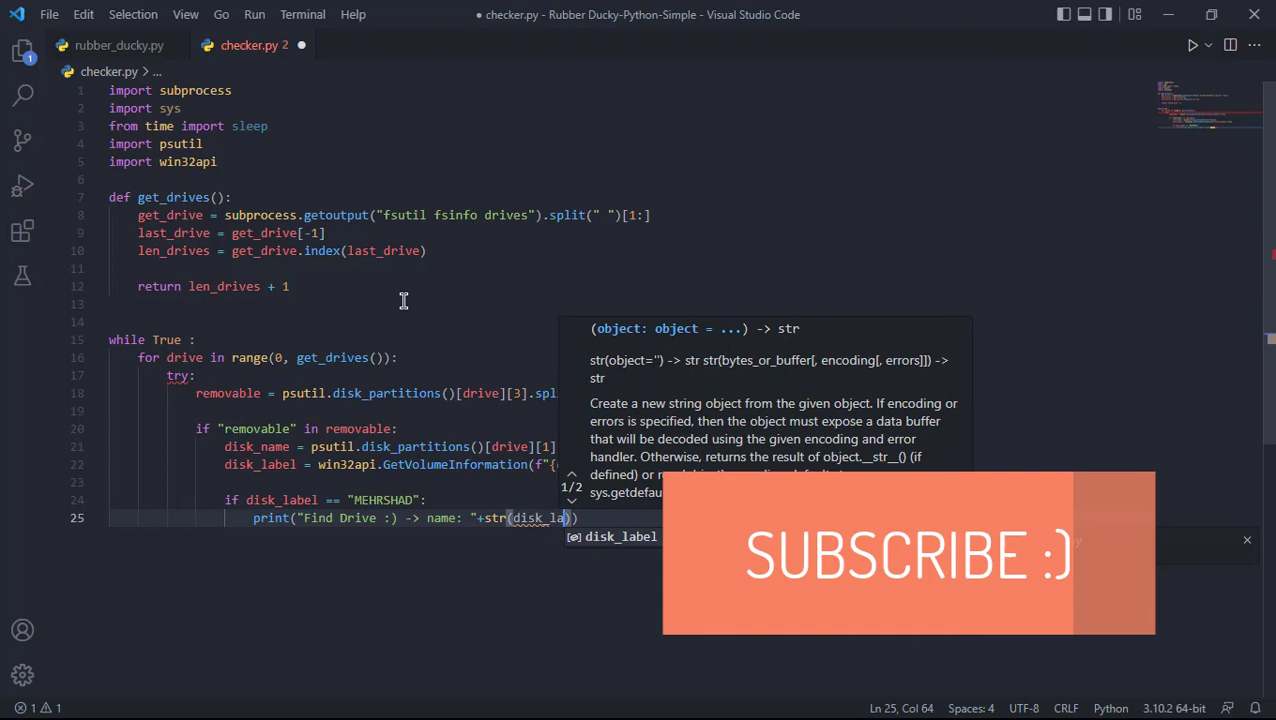 File Edit Selection View Go Run Terminal Help
● checker.py - Rubber Ducky-Python-Simple - Visual Studio Code
rubber_ducky.py
checker.py 2 ●
checker.py > ...
1 import subprocess
2 import sys
3 from time import sleep
4 import psutil
5 import win32api
6
7 def get_drives():
8 get_drive = subprocess.getoutput("fsutil fsinfo drives").split(" ")[1:]
9 last_drive = get_drive[-1]
10 len_drives = get_drive.index(last_drive)
11
12 return len_drives + 1
13
14
15 while True :
16 for drive in range(0, get_drives()):
17 try:
18 removable = psutil.disk_partitions()[drive][3].spl
19
20 if "removable" in removable:
21 disk_name = psutil.disk_partitions()[drive][1]
22 disk_label = win32api.GetVolumeInformation(f"{
23
24 if disk_label == "MEHRSHAD":
25 print("Find Drive :) -> name: "+str(disk_la))
(object: object = ...) -> str
str(object='') -> str str(bytes_or_buffer[, encoding[, errors]]) ->
str
Create a new string object from the given object. If encoding or
errors is specified, then the object must expose a data buffer
that will be decoded using the given encoding and error
handler. Otherwise, returns the result of object.__str__() (if
defined) or
sys.getdefau
1/2
disk_label
SUBSCRIBE :)
1
1 1
Ln 25, Col 64 Spaces: 4 UTF-8 CRLF Python 3.10.2 64-bit